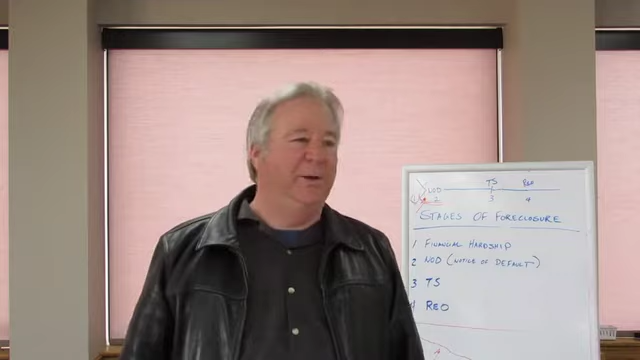 TS REO
NOD
2 3 4
STAGES OF FORECLOSURE
1 FINANCIAL HARDSHIP
2 NOD (NOTICE OF DEFAULT)
3 TS
4 REO